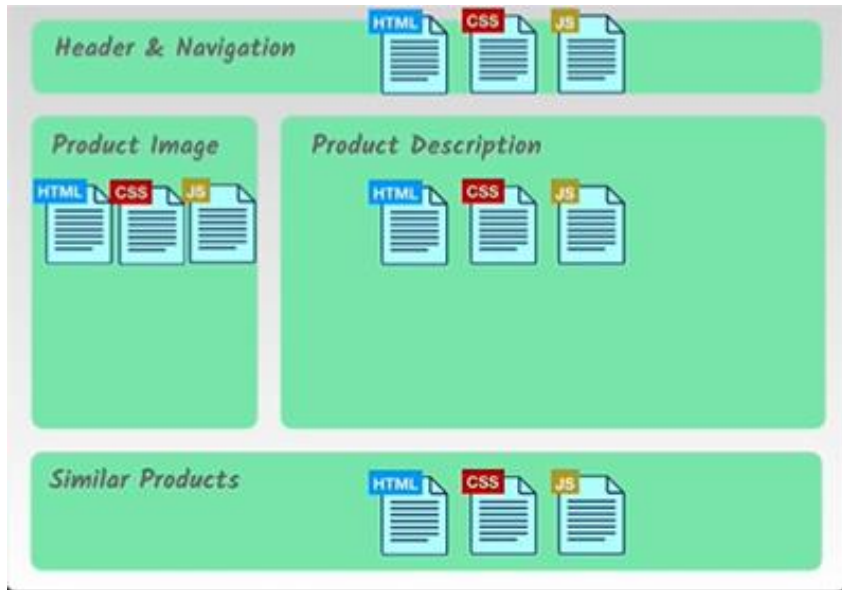 Header & Navigation
HTML CSS JS
Product Image
HTML CSS JS
Product Description
HTML CSS JS
Similar Products
HTML CSS JS